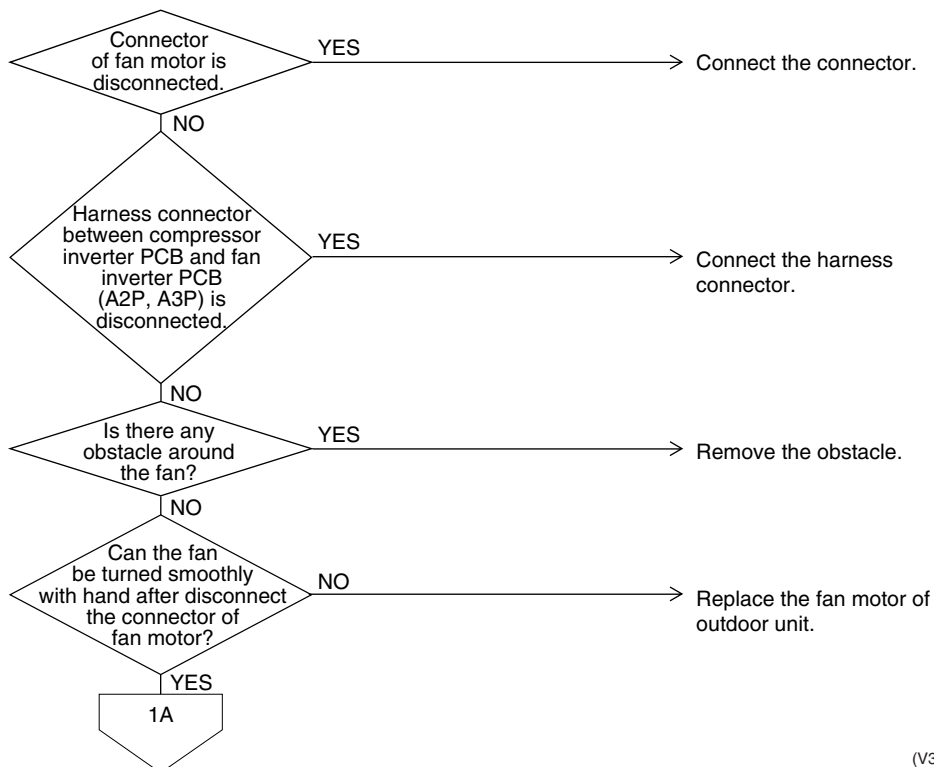 Connector
of fan motor is
disconnected.
YES
Connect the connector.
NO
Harness connector
between compressor
inverter PCB and fan
inverter PCB
(A2P, A3P) is
disconnected.
YES
Connect the harness
connector.
NO
Is there any
obstacle around
the fan?
YES
Remove the obstacle.
NO
Can the fan
be turned smoothly
with hand after disconnect
the connector of
fan motor?
NO
Replace the fan motor of
outdoor unit.
YES
1A
(V3